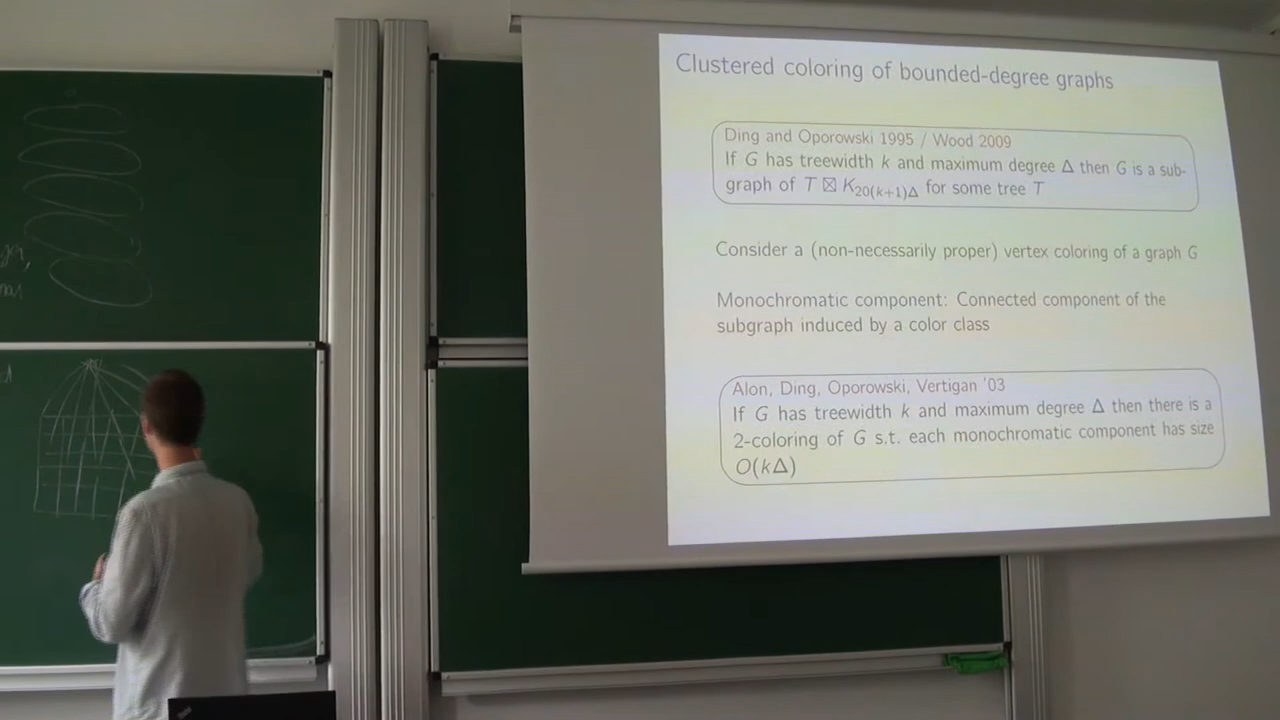 Clustered coloring of bounded-degree graphs
Ding and Oporowski 1995 / Wood 2009
If G has treewidth k and maximum degree Δ then G is a sub-
graph of T ⊠ K₂₀₍ₖ₊₁₎Δ for some tree T
Consider a (non-necessarily proper) vertex coloring of a graph G
Monochromatic component: Connected component of the
subgraph induced by a color class
Alon, Ding, Oporowski, Vertigan '03
If G has treewidth k and maximum degree Δ then there is a
2-coloring of G s.t. each monochromatic component has size
O(kΔ)